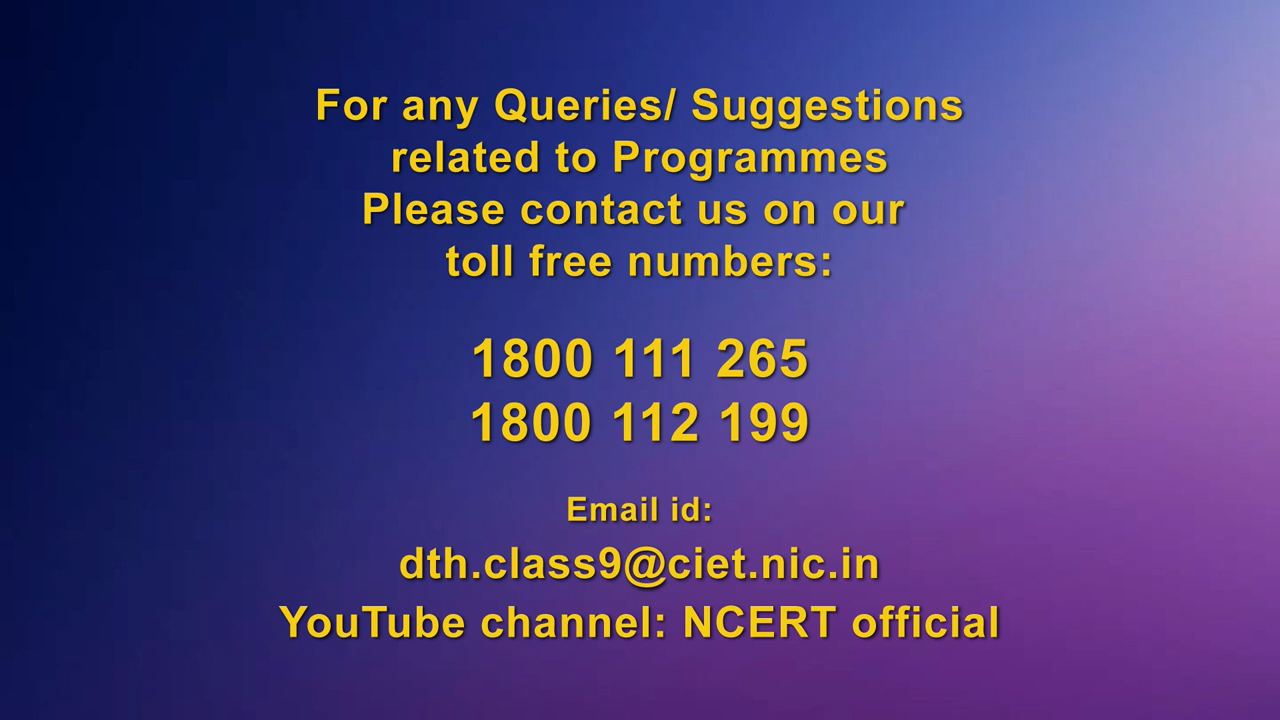 For any Queries/ Suggestions
related to Programmes
Please contact us on our
toll free numbers:
1800 111 265
1800 112 199
Email id:
dth.class9@ciet.nic.in
YouTube channel: NCERT official